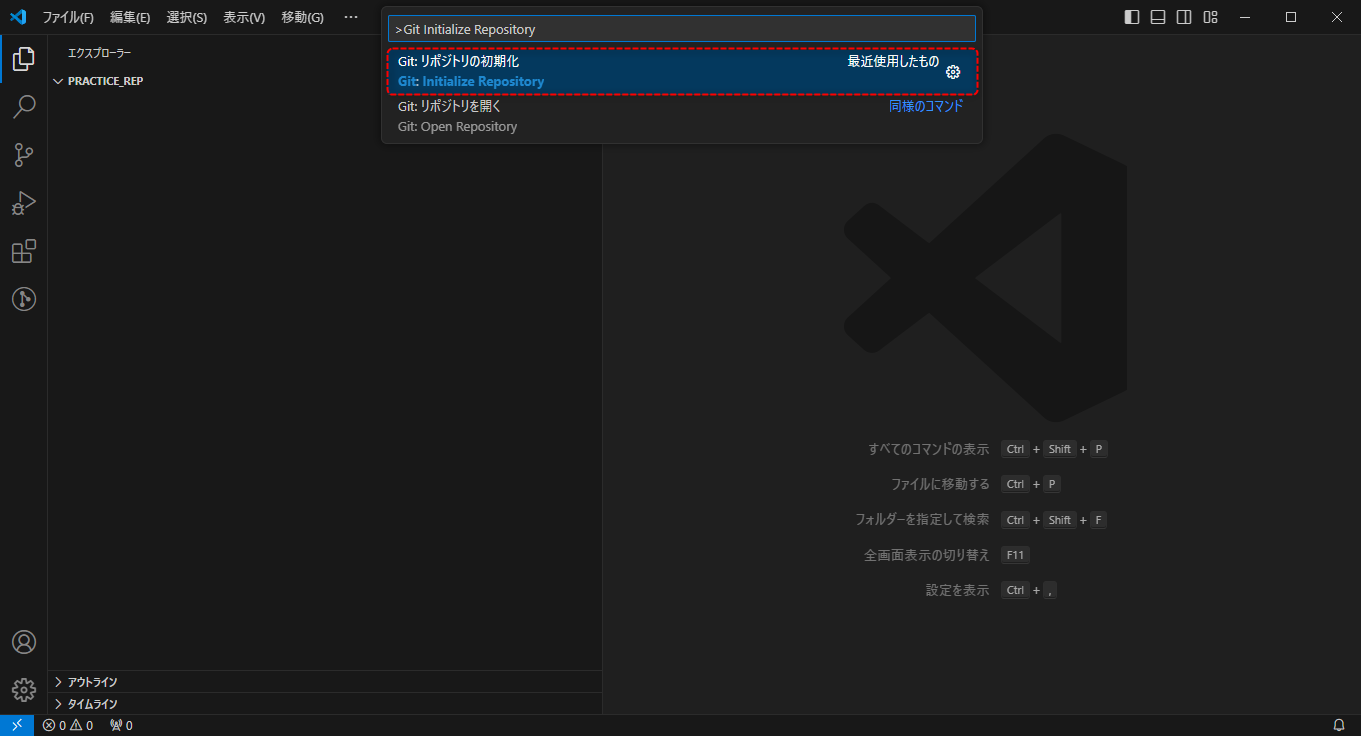 ファイル(F) 編集(E) 選択(S) 表示(V) 移動(G) ···
>Git Initialize Repository
Git: リポジトリの初期化 最近使用したもの
Git: Initialize Repository
Git: リポジトリを開く 同様のコマンド
Git: Open Repository
エクスプローラー
PRACTICE_REP
すべてのコマンドの表示 Ctrl + Shift + P
ファイルに移動する Ctrl + P
フォルダーを指定して検索 Ctrl + Shift + F
全画面表示の切り替え F11
設定を表示 Ctrl + ,
アウトライン
タイムライン
0 0 0